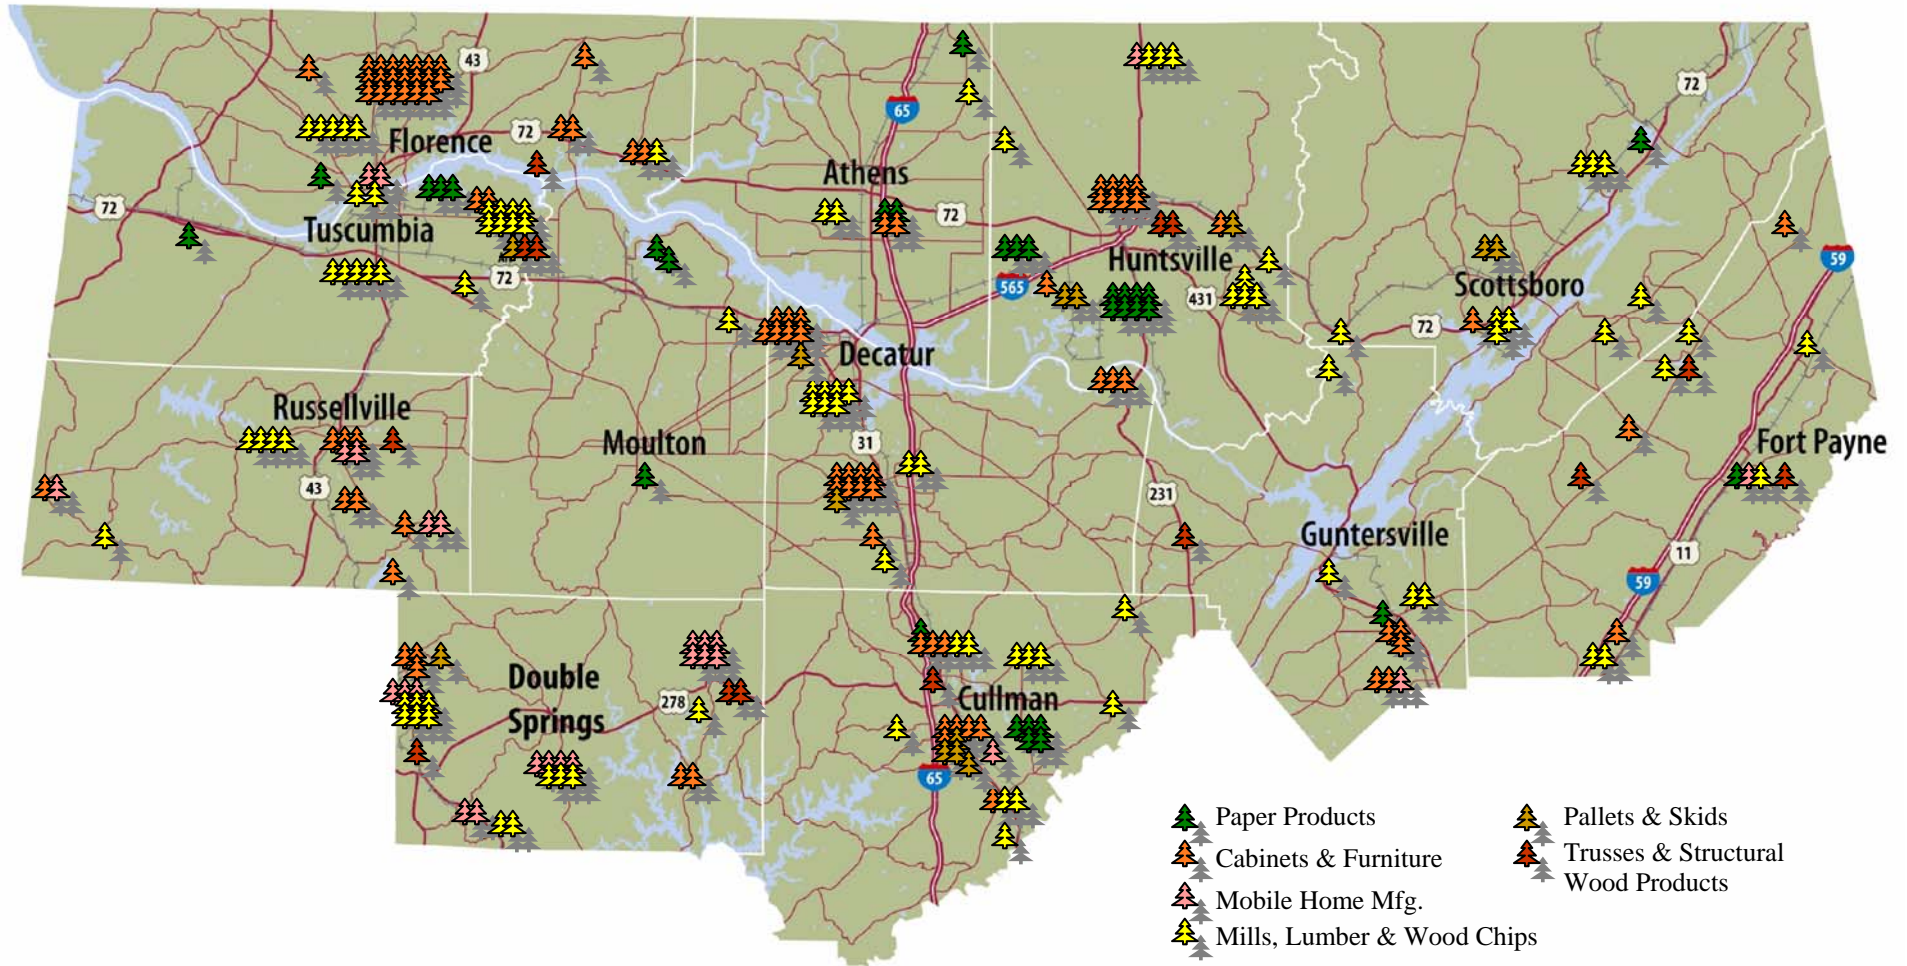 43
72
Florence
65
72
Athens
72
72
Tuscumbia
72
Huntsville
59
Scottsboro
72
565
431
72
Decatur
Russellville
31
Moulton
Fort Payne
43
231
Guntersville
11
59
Double
Springs
278
Cullman
65
Paper Products
Cabinets & Furniture
Mobile Home Mfg.
Mills, Lumber & Wood Chips
Pallets & Skids
Trusses & Structural
Wood Products